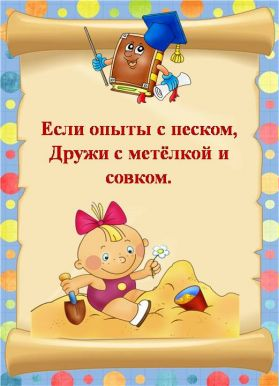 Если опыты с песком,
Дружи с метёлкой и
совком.